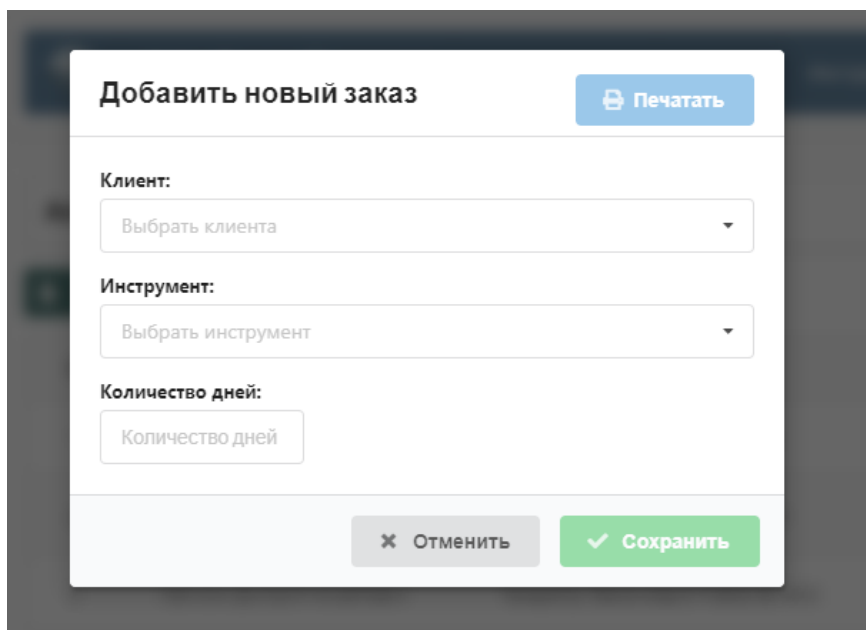 Добавить новый заказ
Печатать
Клиент:
Выбрать клиента
Инструмент:
Выбрать инструмент
Количество дней:
Количество дней
Отменить
Сохранить